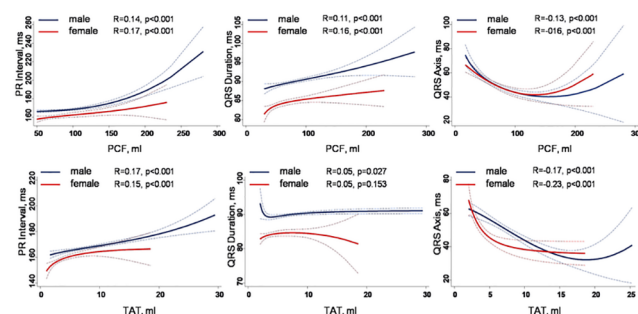 male R=0.14, p<0.001
female R=0.17, p<0.001
PR Interval, ms
260
240
220
200
180
160
50 100 150 200 250 300
PCF, ml
male R=0.11, p<0.001
female R=0.16, p<0.001
QRS Duration, ms
105
100
95
90
85
80
0 100 200 300
PCF, ml
male R=-0.13, p<0.001
female R=-016, p<0.001
QRS Axis, ms
100
80
60
40
20
0 100 200 300
PCF, ml
male R=0.17, p<0.001
female R=0.15, p<0.001
PR Interval, ms
220
200
180
160
140
0 10 20 30
TAT, ml
male R=0.05, p=0.027
female R=0.05, p=0.153
QRS Duration, ms
100
90
80
70
0 10 20 30
TAT, ml
male R=-0.17, p<0.001
female R=-0.23, p<0.001
QRS Axis, ms
80
60
40
20
0 5 10 15 20 25
TAT, ml